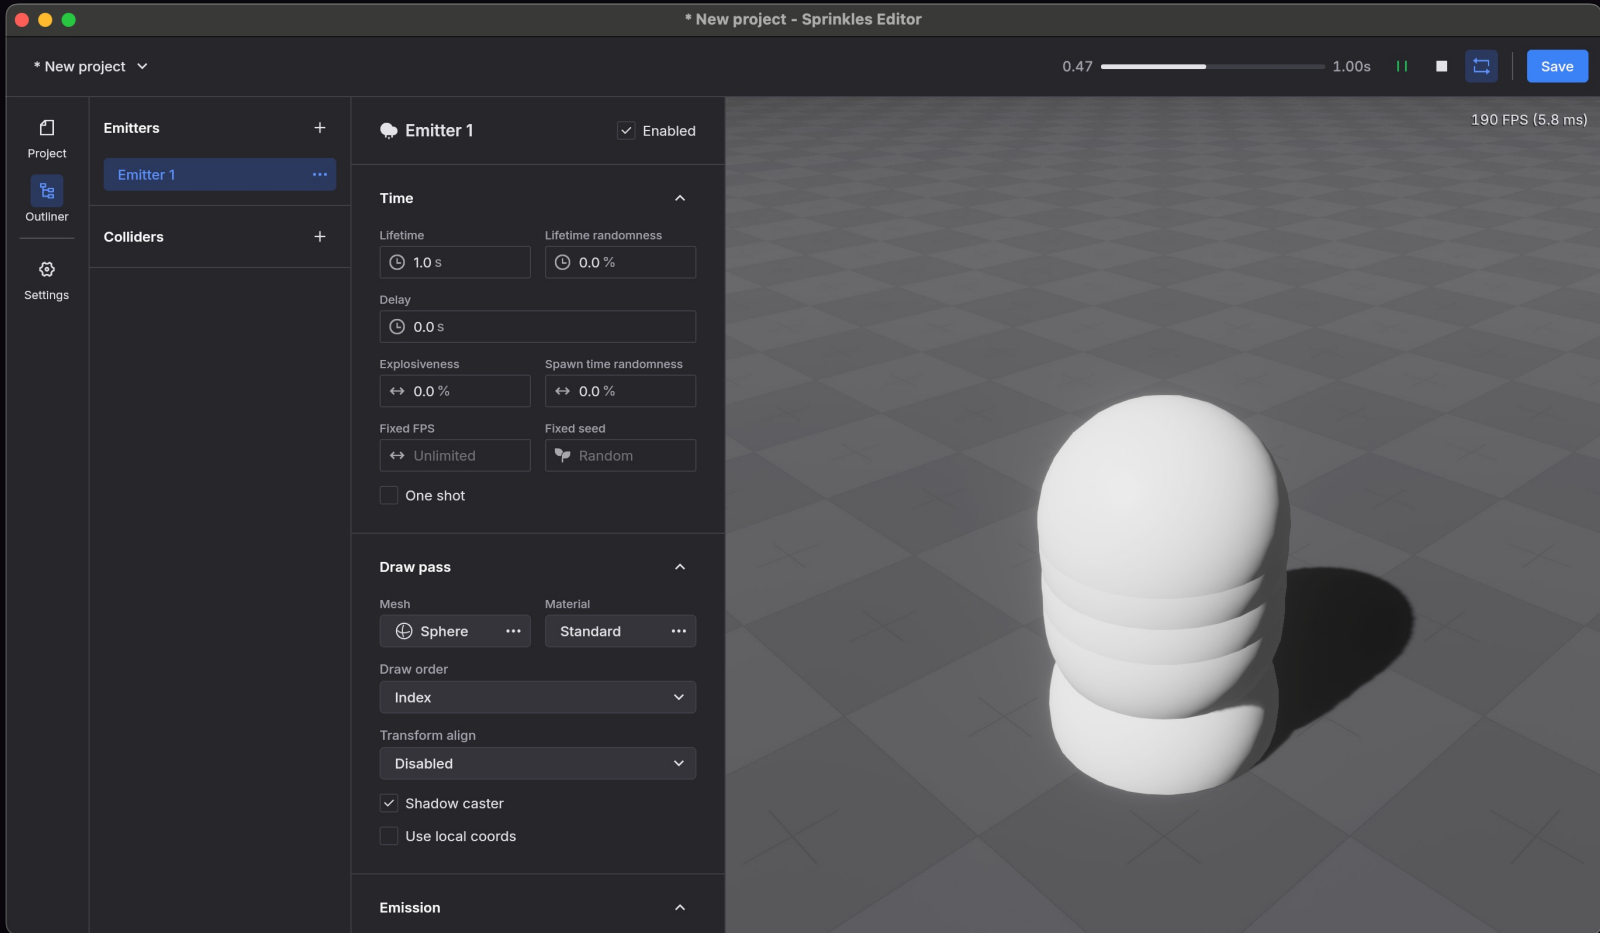 * New project - Sprinkles Editor
* New project
0.47
1.00s
Save
Project
Outliner
Settings
Emitters
Emitter 1
Colliders
Emitter 1
Enabled
Time
Lifetime
Lifetime randomness
1.0 s
0.0 %
Delay
0.0 s
Explosiveness
Spawn time randomness
0.0 %
0.0 %
Fixed FPS
Fixed seed
Unlimited
Random
One shot
Draw pass
Mesh
Material
Sphere
Standard
Draw order
Index
Transform align
Disabled
Shadow caster
Use local coords
Emission
190 FPS (5.8 ms)